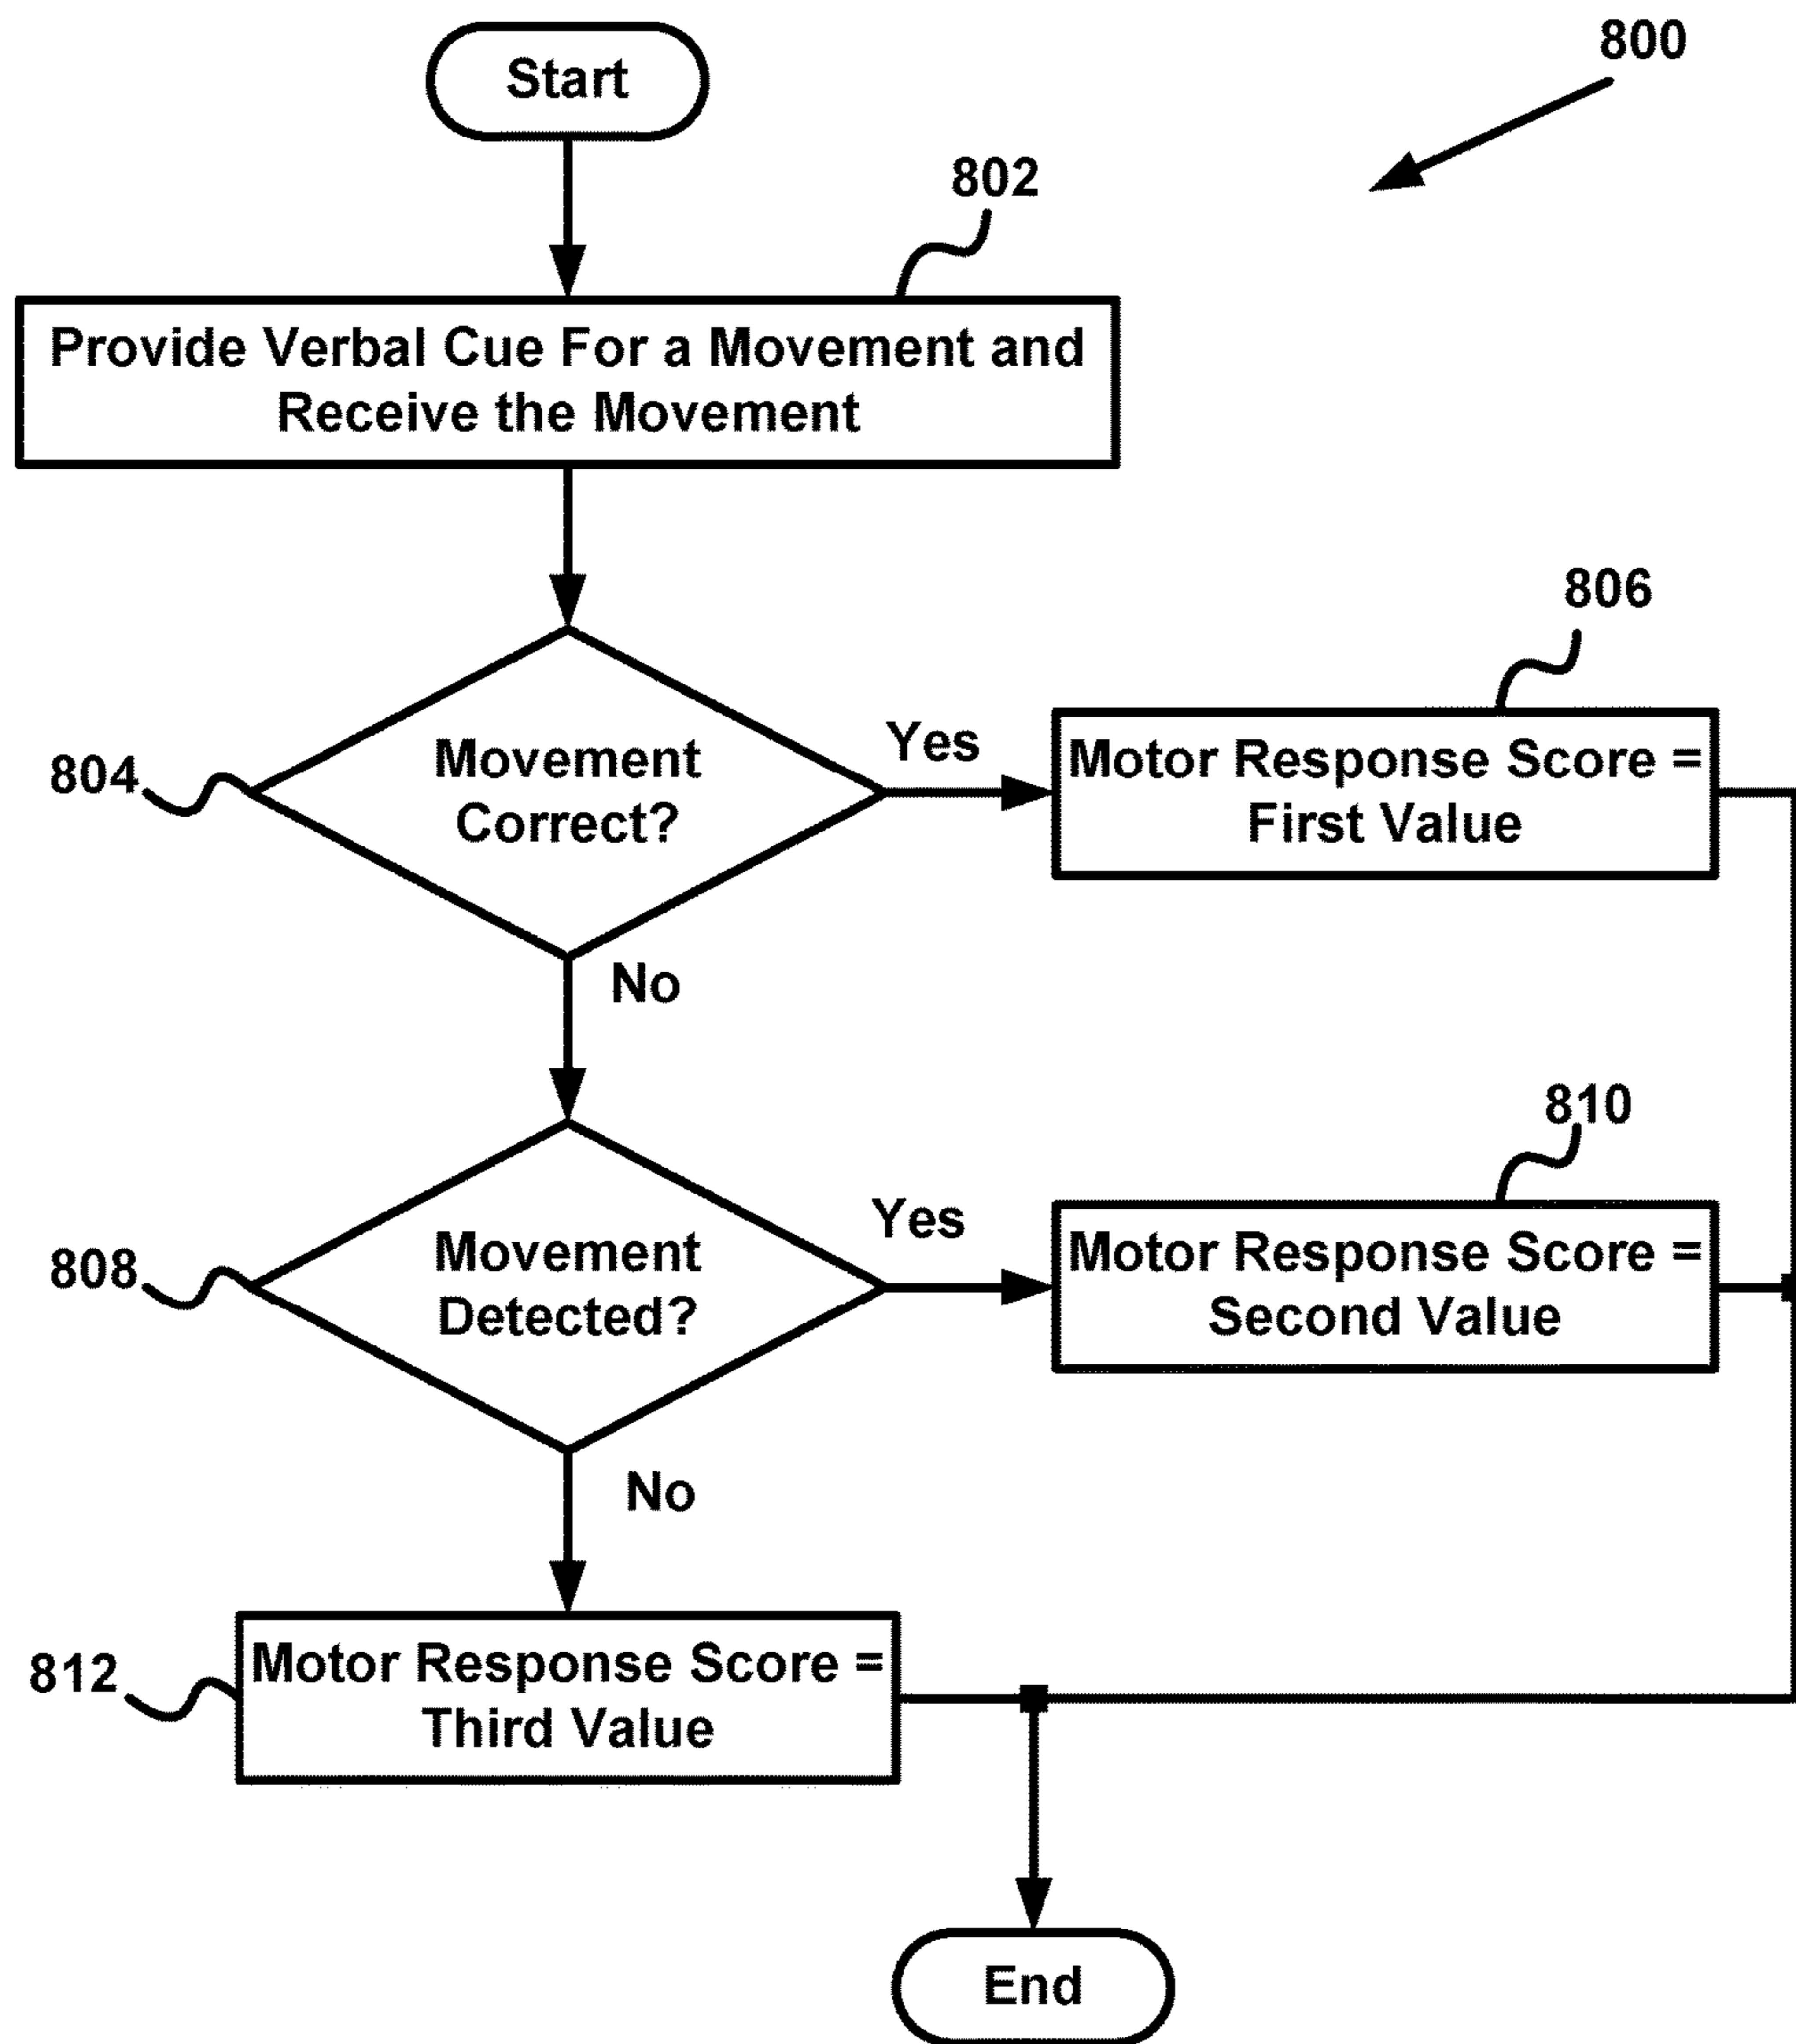 800
Start
802
Provide Verbal Cue For a Movement and
Receive the Movement
804
Movement
Correct?
Yes
806
Motor Response Score =
First Value
No
808
Movement
Detected?
Yes
810
Motor Response Score =
Second Value
No
812
Motor Response Score =
Third Value
End